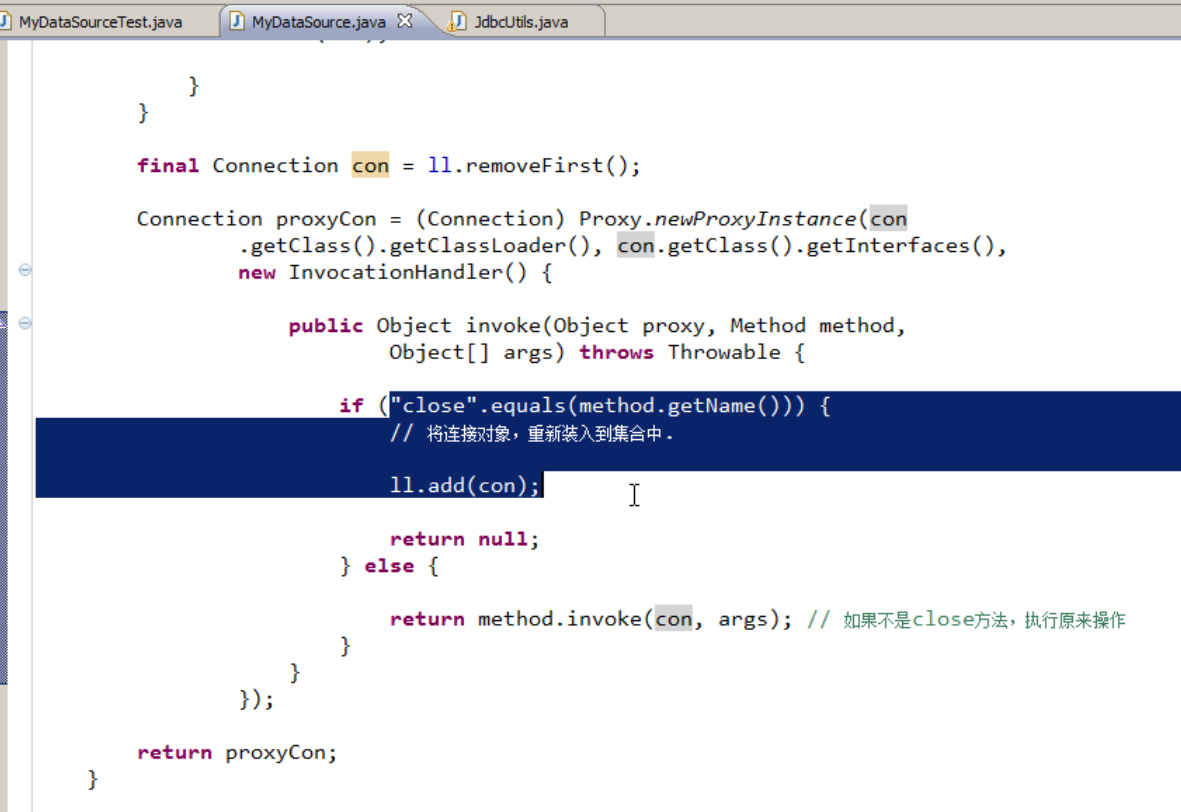 MyDataSourceTest.java MyDataSource.java JdbcUtils.java
}
}
final Connection con = ll.removeFirst();
Connection proxyCon = (Connection) Proxy.newProxyInstance(con
.getClass().getClassLoader(), con.getClass().getInterfaces(),
new InvocationHandler() {
public Object invoke(Object proxy, Method method,
Object[] args) throws Throwable {
if ("close".equals(method.getName())) {
// 将连接对象，重新装入到集合中.
ll.add(con);
return null;
} else {
return method.invoke(con, args); // 如果不是close方法，执行原来操作
}
}
});
return proxyCon;
}